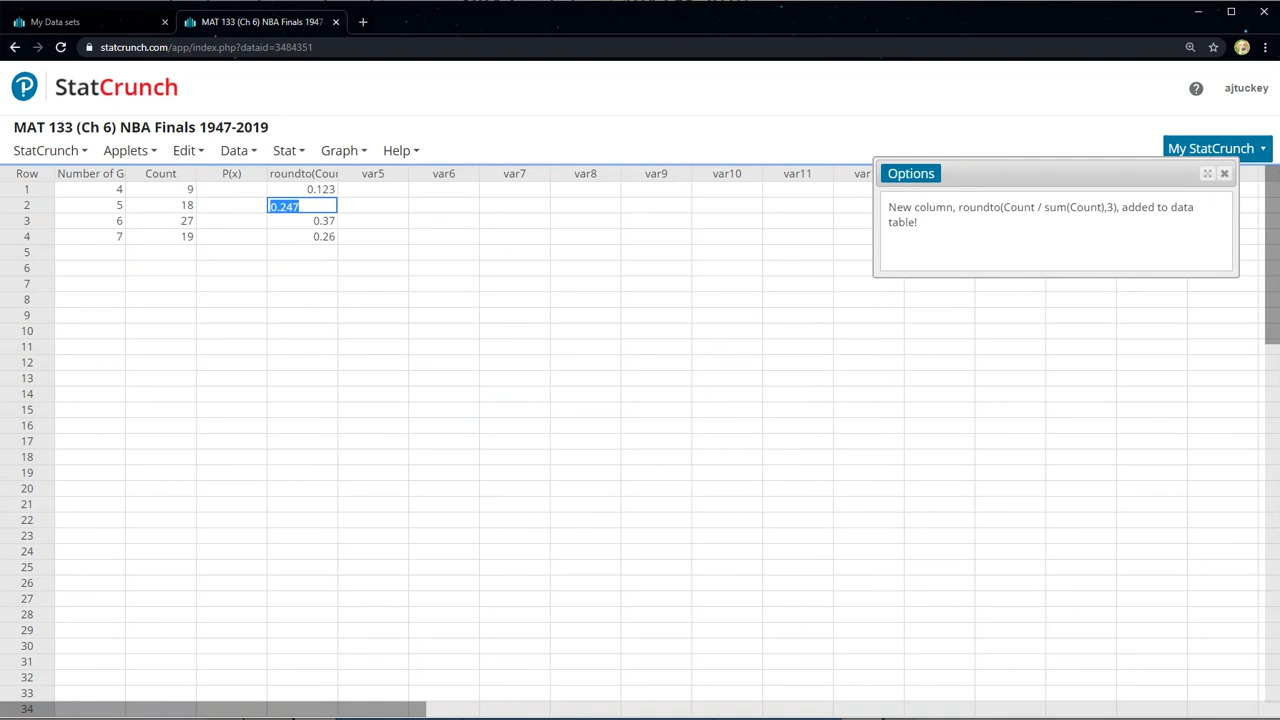 My Data sets
MAT 133 (Ch 6) NBA Finals 1947-
statcrunch.com/app/index.php?dataid=3484351
P StatCrunch
? ajtuckey
MAT 133 (Ch 6) NBA Finals 1947-2019
StatCrunch Applets Edit Data Stat Graph Help
My StatCrunch
Row Number of G Count P(x) roundto(Cour var5 var6 var7 var8 var9 var10 var11 var
1 4 9 0.123
2 5 18 0.247
3 6 27 0.37
4 7 19 0.26
5
6
7
8
9
10
11
12
13
14
15
16
17
18
19
20
21
22
23
24
25
26
27
28
29
30
31
32
33
34
Options
New column, roundto(Count / sum(Count),3), added to data
table!